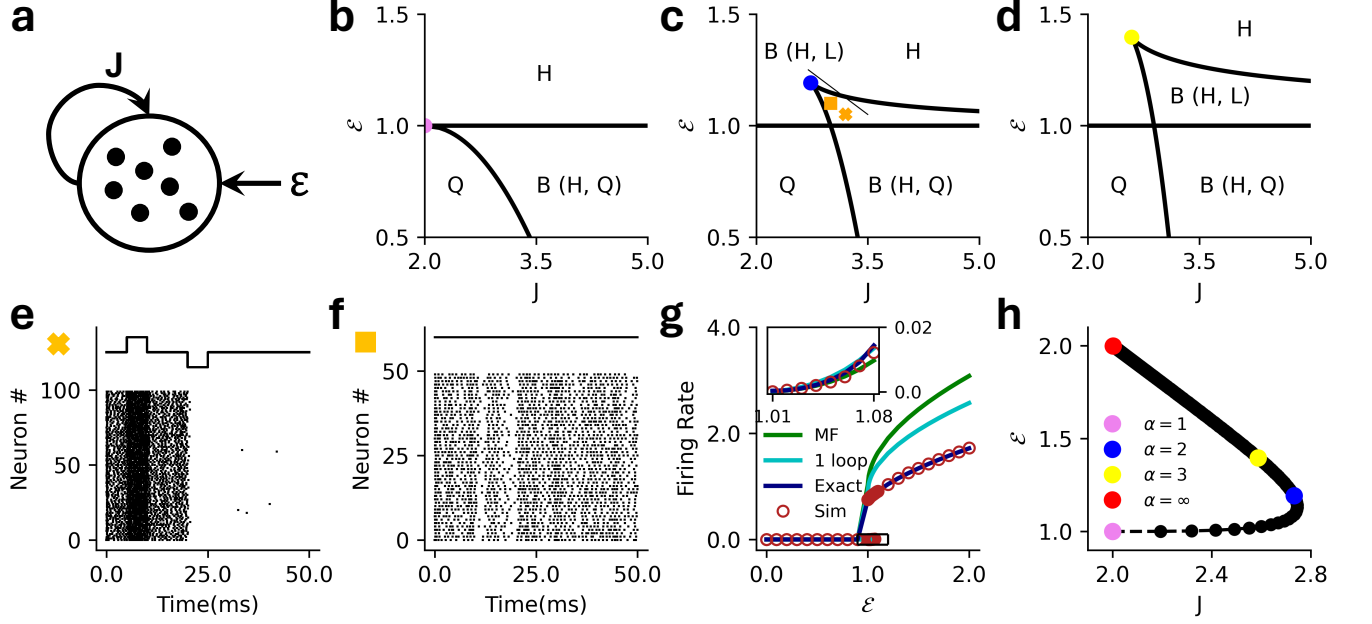 a
J
ε
b
1.5
1.0
0.5
ℰ
H
Q
B (H, Q)
2.0
3.5
5.0
J
c
1.5
1.0
0.5
ℰ
B (H, L)
H
Q
B (H, Q)
2.0
3.5
5.0
J
d
1.5
1.0
0.5
ℰ
H
B (H, L)
Q
B (H, Q)
2.0
3.5
5.0
J
e
Neuron #
100
50
0
0.0
25.0
50.0
Time(ms)
f
Neuron #
50
25
0
0.0
25.0
50.0
Time(ms)
g
Firing Rate
4.0
2.0
0.0
0.02
0.0
1.01
1.08
MF
1 loop
Exact
Sim
0.0
1.0
2.0
ℰ
h
ℰ
2.0
1.5
1.0
α = 1
α = 2
α = 3
α = ∞
2.0
2.4
2.8
J